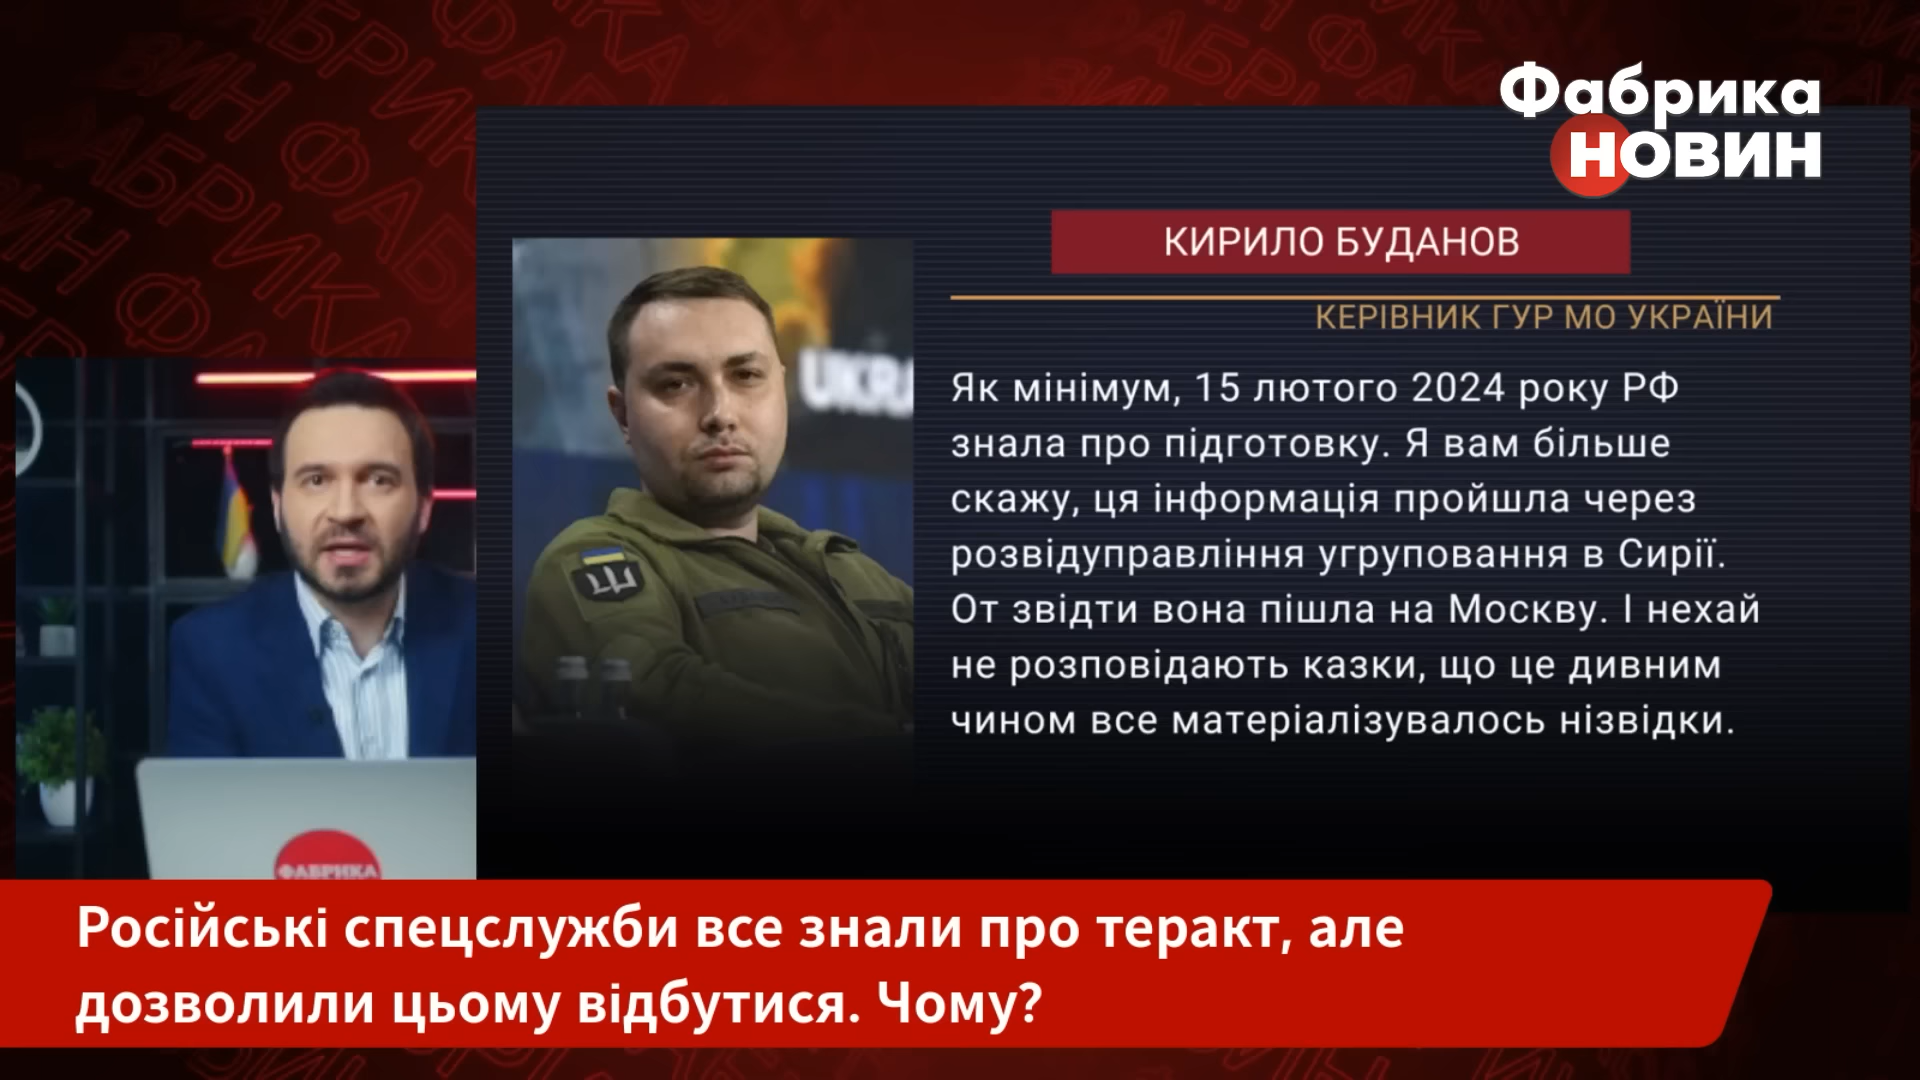 Фабрика
новин
КИРИЛО БУДАНОВ
КЕРІВНИК ГУР МО УКРАЇНИ
UKRA
Як мінімум, 15 лютого 2024 року РФ
знала про підготовку. Я вам більше
скажу, ця інформація пройшла через
розвідуправління угруповання в Сирії.
От звідти вона пішла на Москву. І нехай
не розповідають казки, що це дивним
чином все матеріалізувалось нізвідки.
ФАБРИКА
Російські спецслужби все знали про теракт, але
дозволили цьому відбутися. Чому?